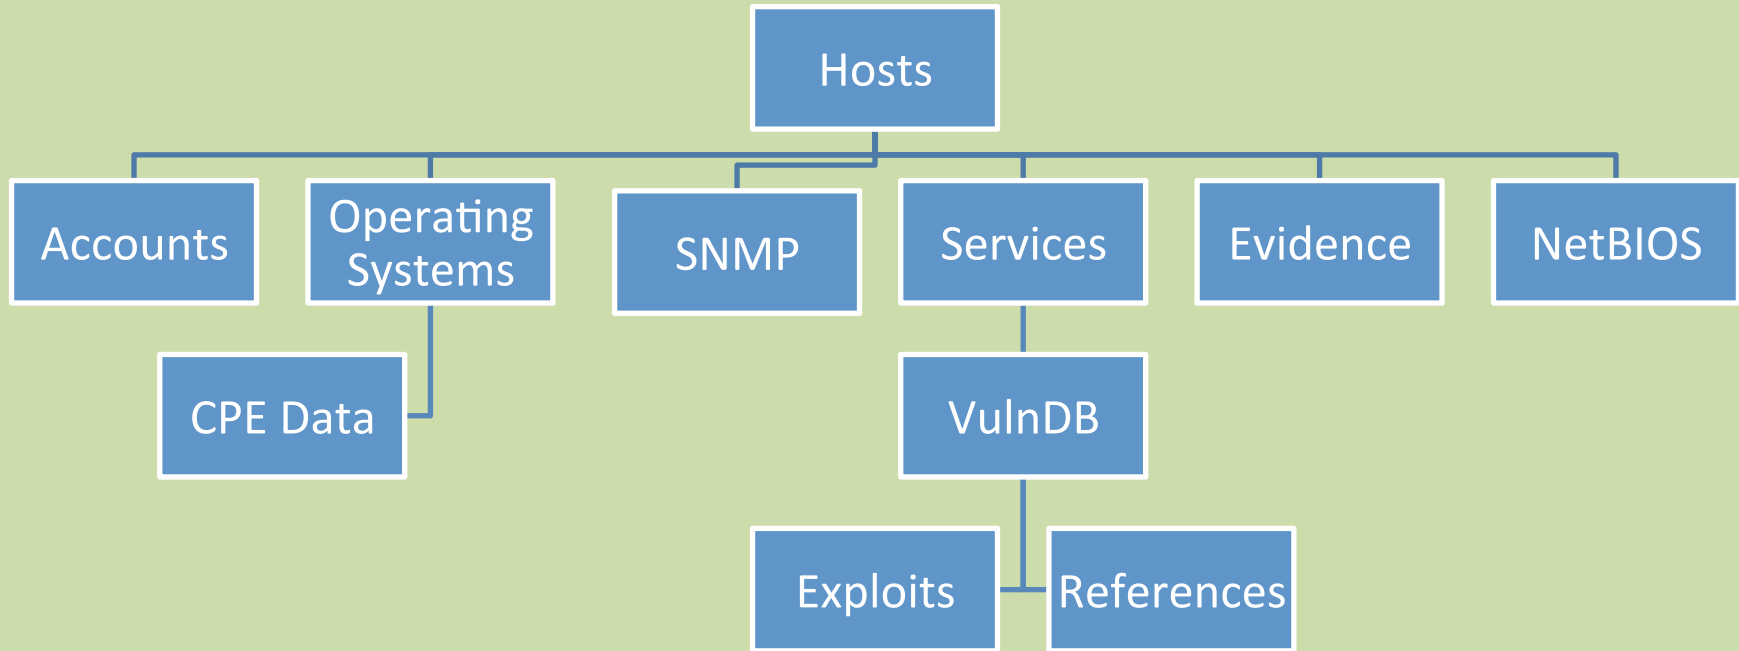 Hosts
Accounts
Operating
Systems
SNMP
Services
Evidence
NetBIOS
CPE Data
VulnDB
Exploits
References